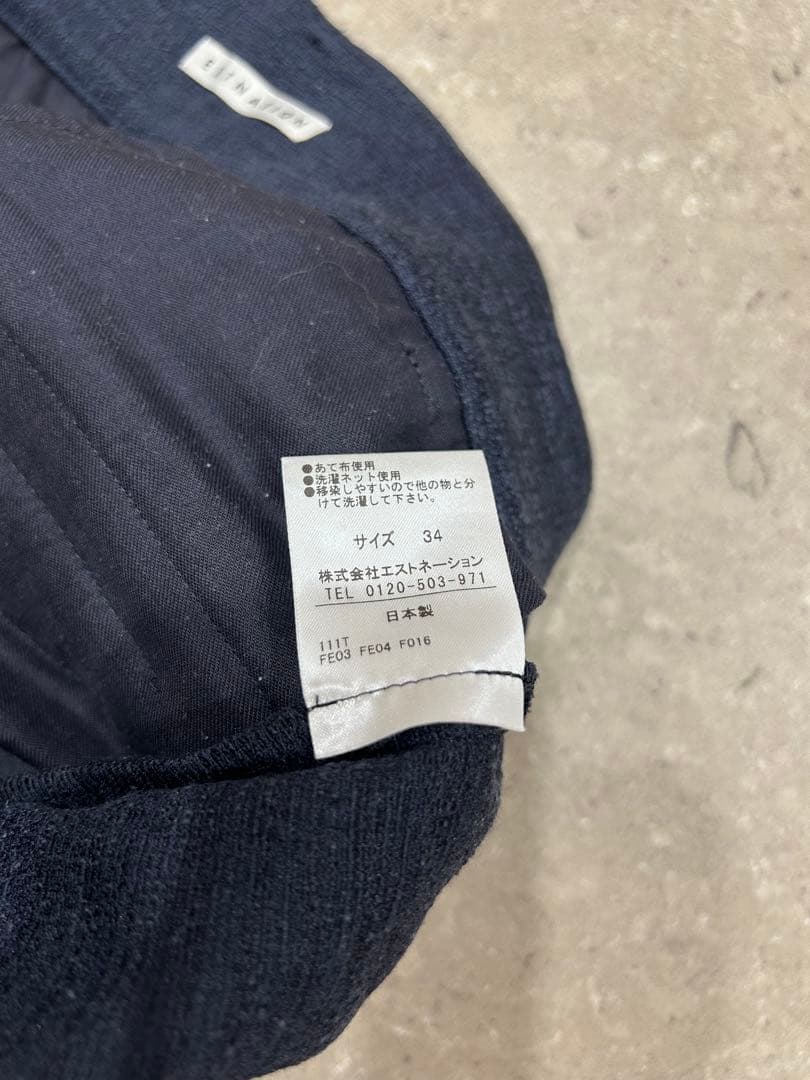 ESTNATION
●あて布使用
●洗濯ネット使用
●移染しやすいので他の物と分
けて洗濯して下さい。
サイズ 34
株式会社エストネーション
TEL 0120-503-971
日本製
111T
FE03 FE04 F016